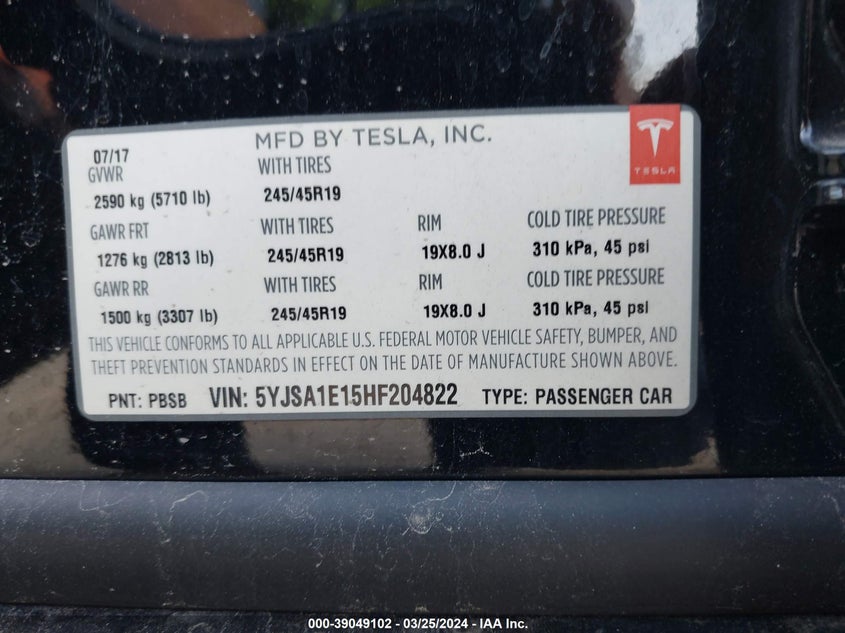 MFD BY TESLA, INC.
TESLA
07/17
GVWR WITH TIRES
2590 kg (5710 lb) 245/45R19
GAWR FRT WITH TIRES RIM COLD TIRE PRESSURE
1276 kg (2813 lb) 245/45R19 19X8.0 J 310 kPa, 45 psi
GAWR RR WITH TIRES RIM COLD TIRE PRESSURE
1500 kg (3307 lb) 245/45R19 19X8.0 J 310 kPa, 45 psi
THIS VEHICLE CONFORMS TO ALL APPLICABLE U.S. FEDERAL MOTOR VEHICLE SAFETY, BUMPER, AND
THEFT PREVENTION STANDARDS IN EFFECT ON THE DATE OF MANUFACTURE SHOWN ABOVE.
PNT: PBSB VIN: 5YJSA1E15HF204822 TYPE: PASSENGER CAR
000-39049102 - 03/25/2024 - IAA Inc.